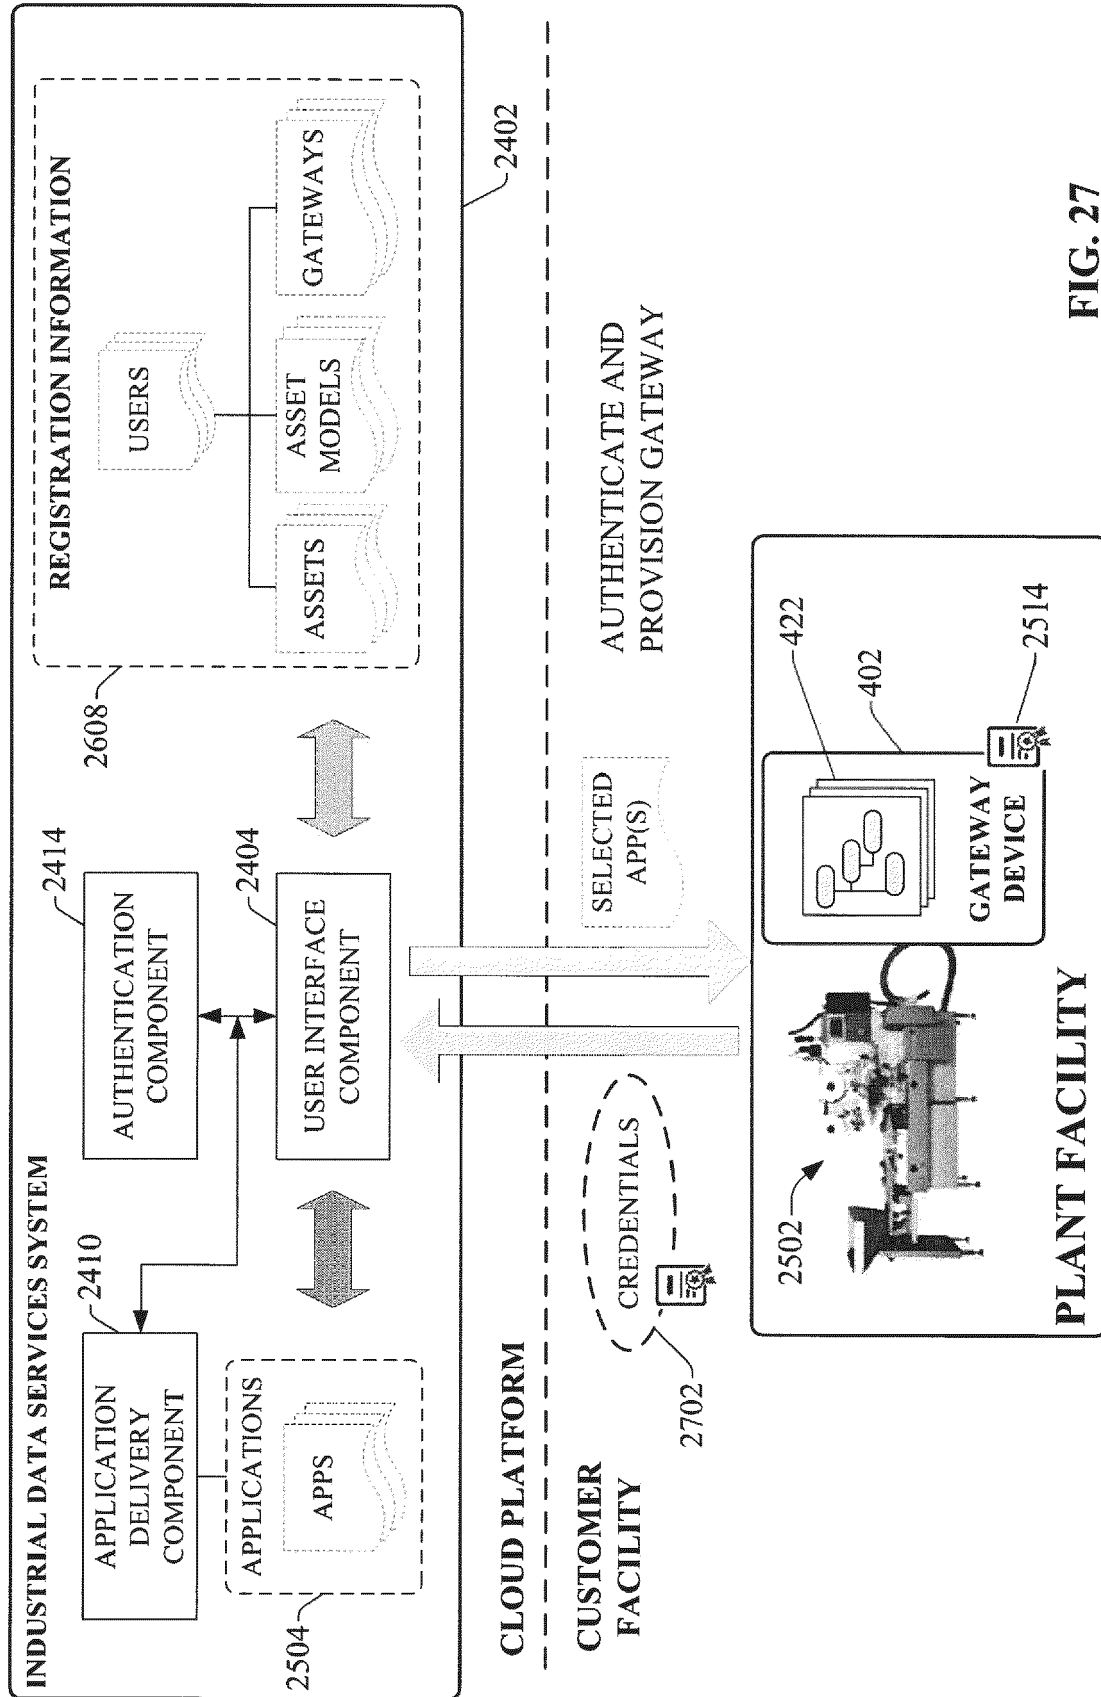 INDUSTRIAL DATA SERVICES SYSTEM
2410
APPLICATION
DELIVERY
COMPONENT
2414
AUTHENTICATION
COMPONENT
2608
REGISTRATION INFORMATION
USERS
ASSETS
ASSET
MODELS
GATEWAYS
2504
APPLICATIONS
APPS
2404
USER INTERFACE
COMPONENT
2402
CLOUD PLATFORM
CUSTOMER
FACILITY
CREDENTIALS
2702
SELECTED
APP(S)
AUTHENTICATE AND
PROVISION GATEWAY
2502
422
402
2514
GATEWAY
DEVICE
PLANT FACILITY
FIG. 27